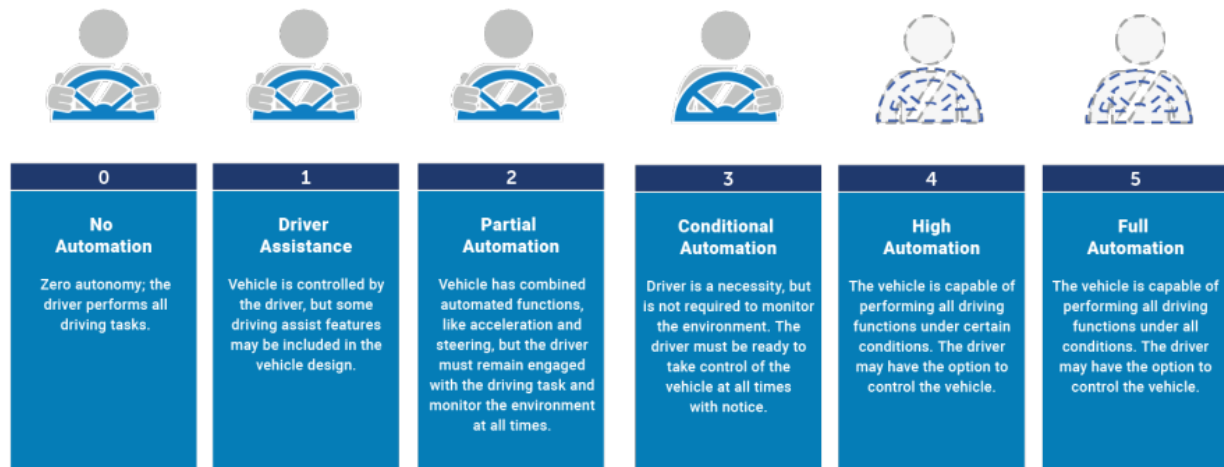 0
No
Automation
Zero autonomy; the
driver performs all
driving tasks.
1
Driver
Assistance
Vehicle is controlled by
the driver, but some
driving assist features
may be included in the
vehicle design.
2
Partial
Automation
Vehicle has combined
automated functions,
like acceleration and
steering, but the driver
must remain engaged
with the driving task and
monitor the environment
at all times.
3
Conditional
Automation
Driver is a necessity, but
is not required to monitor
the environment. The
driver must be ready to
take control of the
vehicle at all times
with notice.
4
High
Automation
The vehicle is capable of
performing all driving
functions under certain
conditions. The driver
may have the option to
control the vehicle.
5
Full
Automation
The vehicle is capable of
performing all driving
functions under all
conditions. The driver
may have the option to
control the vehicle.